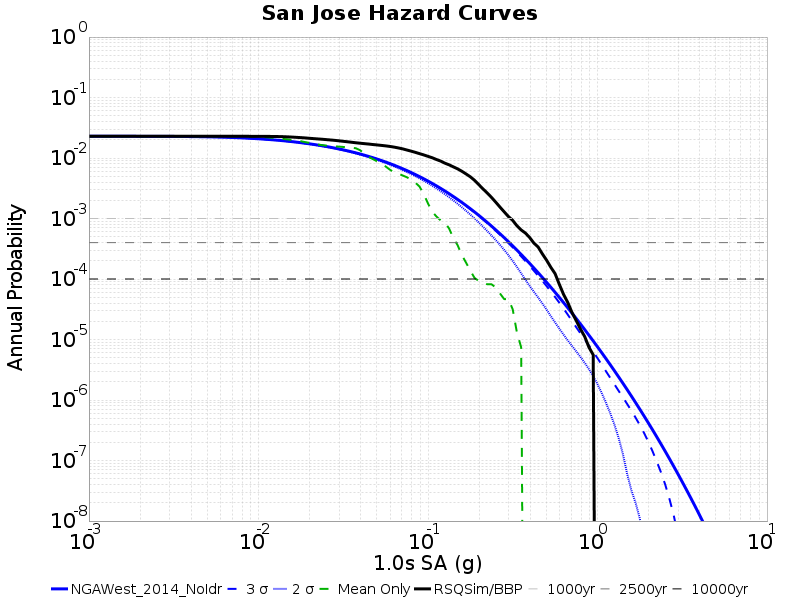 San Jose Hazard Curves
10^0
10^-1
10^-2
10^-3
10^-4
10^-5
10^-6
10^-7
10^-8
Annual Probability
10^-3 10^-2 10^-1 10^0 10^1
1.0s SA (g)
NGAWest_2014_NoIdr 3 σ 2 σ Mean Only RSQSim/BBP 1000yr 2500yr 10000yr